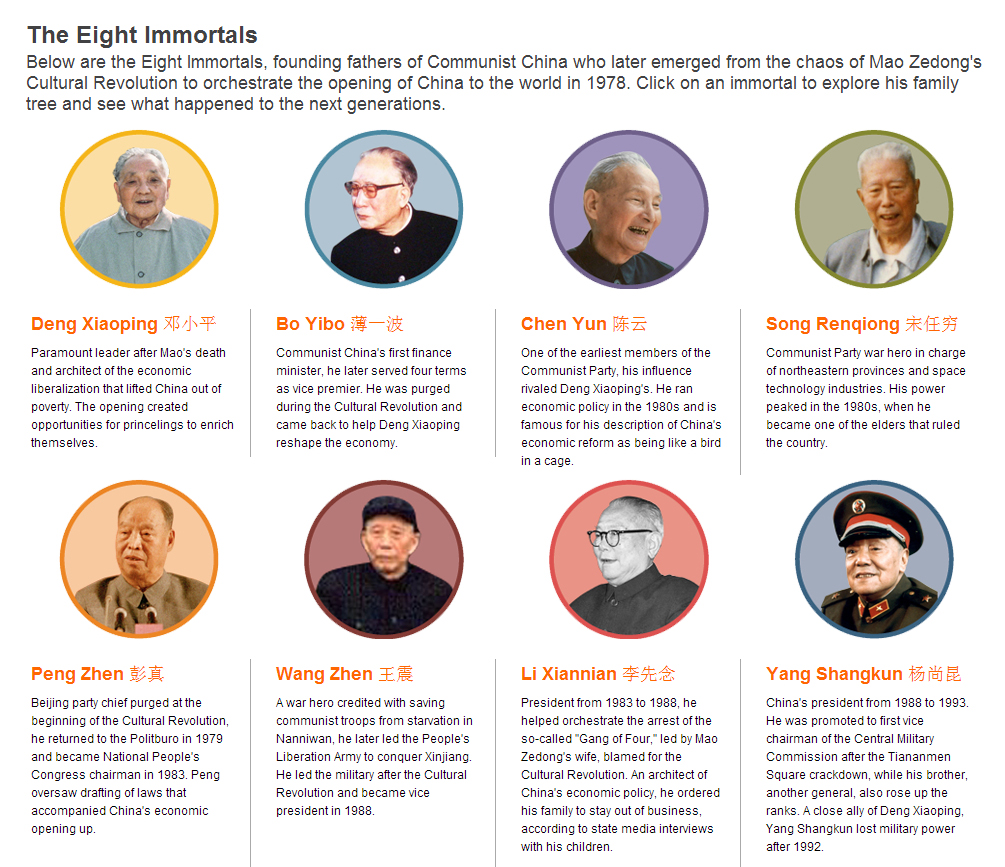 The Eight Immortals
Below are the Eight Immortals, founding fathers of Communist China who later emerged from the chaos of Mao Zedong's
Cultural Revolution to orchestrate the opening of China to the world in 1978. Click on an immortal to explore his family
tree and see what happened to the next generations.
Deng Xiaoping 邓小平
Paramount leader after Mao's death
and architect of the economic
liberalization that lifted China out of
poverty. The opening created
opportunities for princelings to enrich
themselves.
Bo Yibo 薄一波
Communist China's first finance
minister, he later served four terms
as vice premier. He was purged
during the Cultural Revolution and
came back to help Deng Xiaoping
reshape the economy.
Chen Yun 陈云
One of the earliest members of the
Communist Party, his influence
rivaled Deng Xiaoping's. He ran
economic policy in the 1980s and is
famous for his description of China's
economic reform as being like a bird
in a cage.
Song Renqiong 宋任穷
Communist Party war hero in charge
of northeastern provinces and space
technology industries. His power
peaked in the 1980s, when he
became one of the elders that ruled
the country.
Peng Zhen 彭真
Beijing party chief purged at the
beginning of the Cultural Revolution,
he returned to the Politburo in 1979
and became National People's
Congress chairman in 1983. Peng
oversaw drafting of laws that
accompanied China's economic
opening up.
Wang Zhen 王震
A war hero credited with saving
communist troops from starvation in
Nanniwan, he later led the People's
Liberation Army to conquer Xinjiang.
He led the military after the Cultural
Revolution and became vice
president in 1988.
Li Xiannian 李先念
President from 1983 to 1988, he
helped orchestrate the arrest of the
so-called "Gang of Four," led by Mao
Zedong's wife, blamed for the
Cultural Revolution. An architect of
China's economic policy, he ordered
his family to stay out of business,
according to state media interviews
with his children.
Yang Shangkun 杨尚昆
China's president from 1988 to 1993.
He was promoted to first vice
chairman of the Central Military
Commission after the Tiananmen
Square crackdown, while his brother,
another general, also rose up the
ranks. A close ally of Deng Xiaoping,
Yang Shangkun lost military power
after 1992.